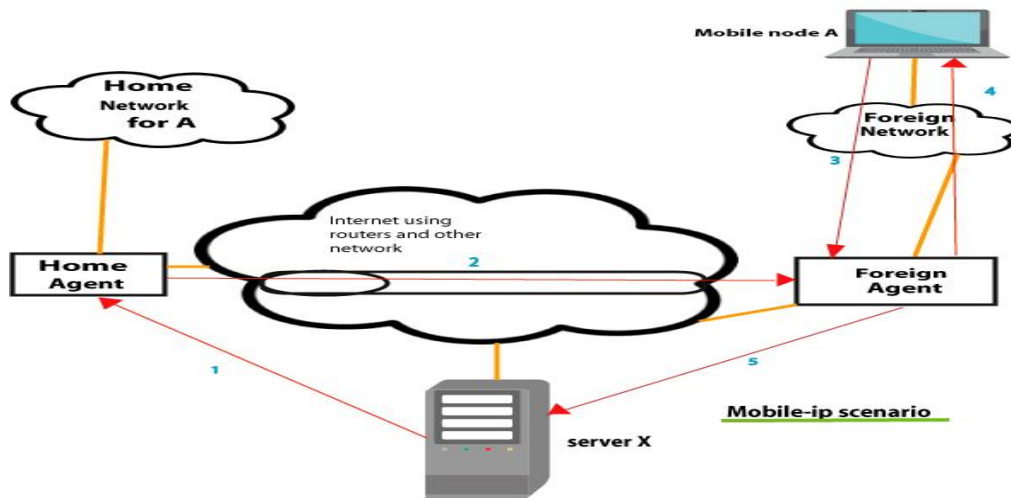 Mobile node A
4
Home
Network
for A
Foreign
Network
3
Internet using
routers and other
network
2
Home
Agent
Foreign
Agent
1
5
Mobile-ip scenario
server X